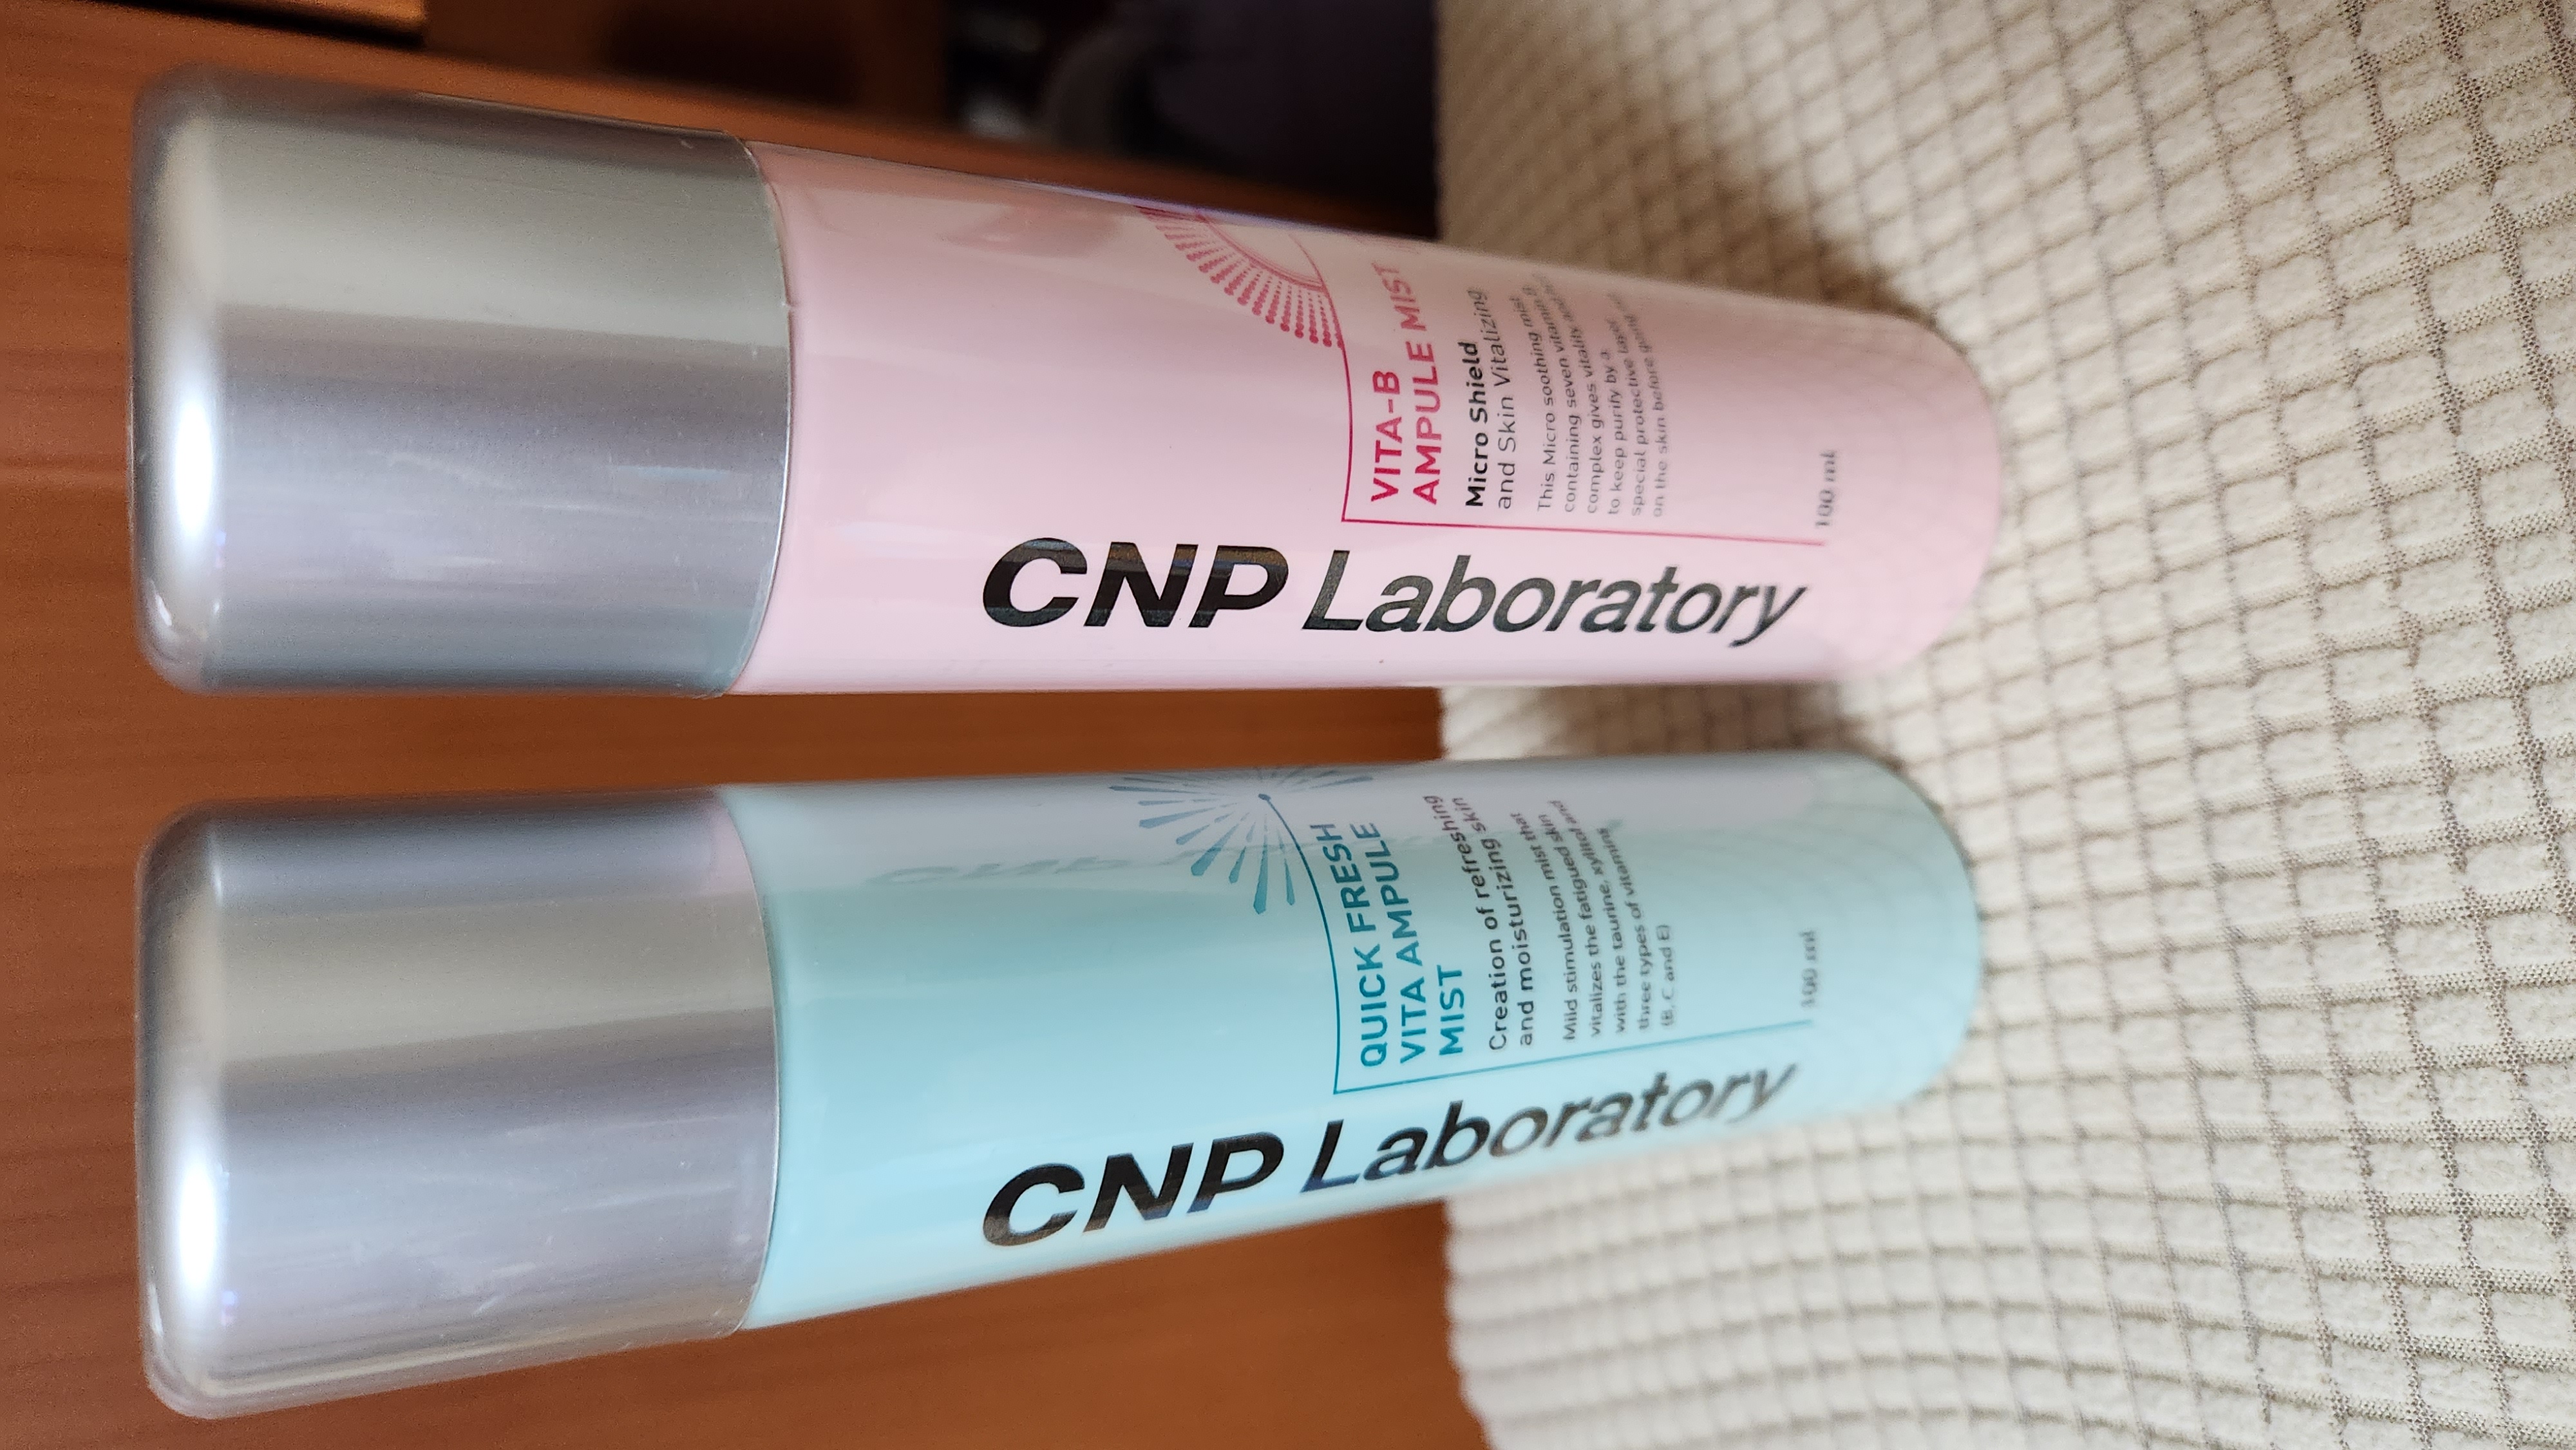 CNP Laboratory
QUICK FRESH
VITA AMPULE
MIST
Creation of refreshing
and moisturizing skin
Mild stimulation mist that
vitalizes the fatigued skin
with the taurine, xylitol and
three types of vitamins
(B, C and E)
100 ml
CNP Laboratory
VITA-B
AMPULE MIST
Micro Shield
and Skin Vitalizing
This Micro soothing mist
containing seven vitamin B
complex gives vitality and
to keep purify by a
special protective layer
on the skin before going
100 ml